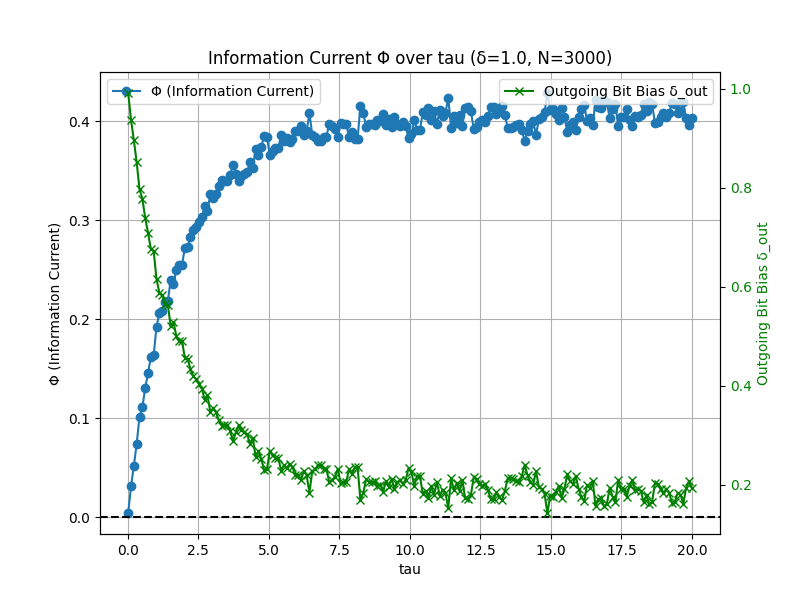 Information Current Φ over tau (δ=1.0, N=3000)
Φ (Information Current)
Outgoing Bit Bias δ_out
Φ (Information Current)
0.4
0.3
0.2
0.1
0.0
1.0
0.8
0.6
0.4
0.2
Outgoing Bit Bias δ_out
0.0 2.5 5.0 7.5 10.0 12.5 15.0 17.5 20.0
tau